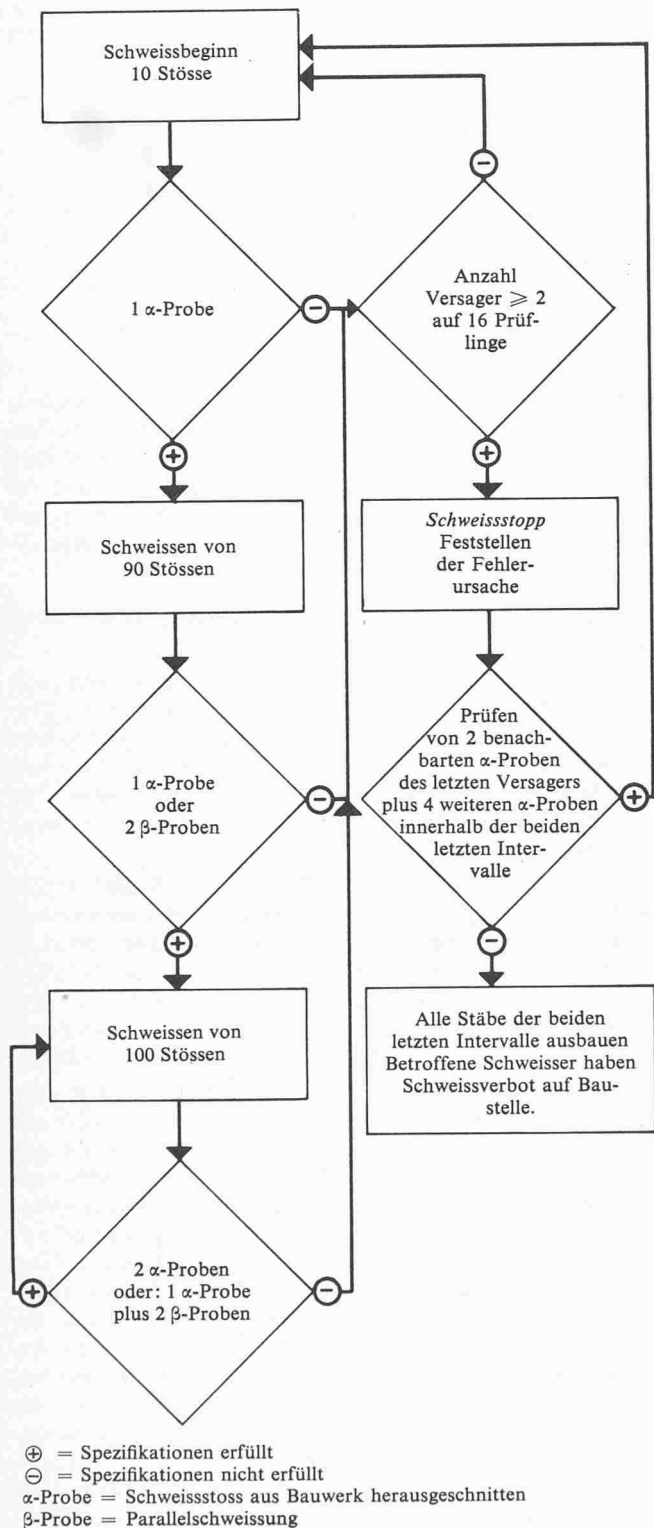 Schweissbeginn
10 Stösse
−
1 α-Probe
−
Anzahl
Versager ⩾ 2
auf 16 Prüf-
linge
+
+
Schweissen von
90 Stössen
Schweissstopp
Feststellen
der Fehler-
ursache
1 α-Probe
oder
2 β-Proben
−
Prüfen
von 2 benach-
barten α-Proben
des letzten Versagers
plus 4 weiteren α-Proben
innerhalb der beiden
letzten Inter-
valle
+
+
−
Schweissen von
100 Stössen
Alle Stäbe der beiden
letzten Intervalle ausbauen
Betroffene Schweisser haben
Schweissverbot auf Bau-
stelle.
+
2 α-Proben
oder: 1 α-Probe
plus 2 β-Proben
−
⊕ = Spezifikationen erfüllt
⊖ = Spezifikationen nicht erfüllt
α-Probe = Schweissstoss aus Bauwerk herausgeschnitten
β-Probe = Parallelschweissung